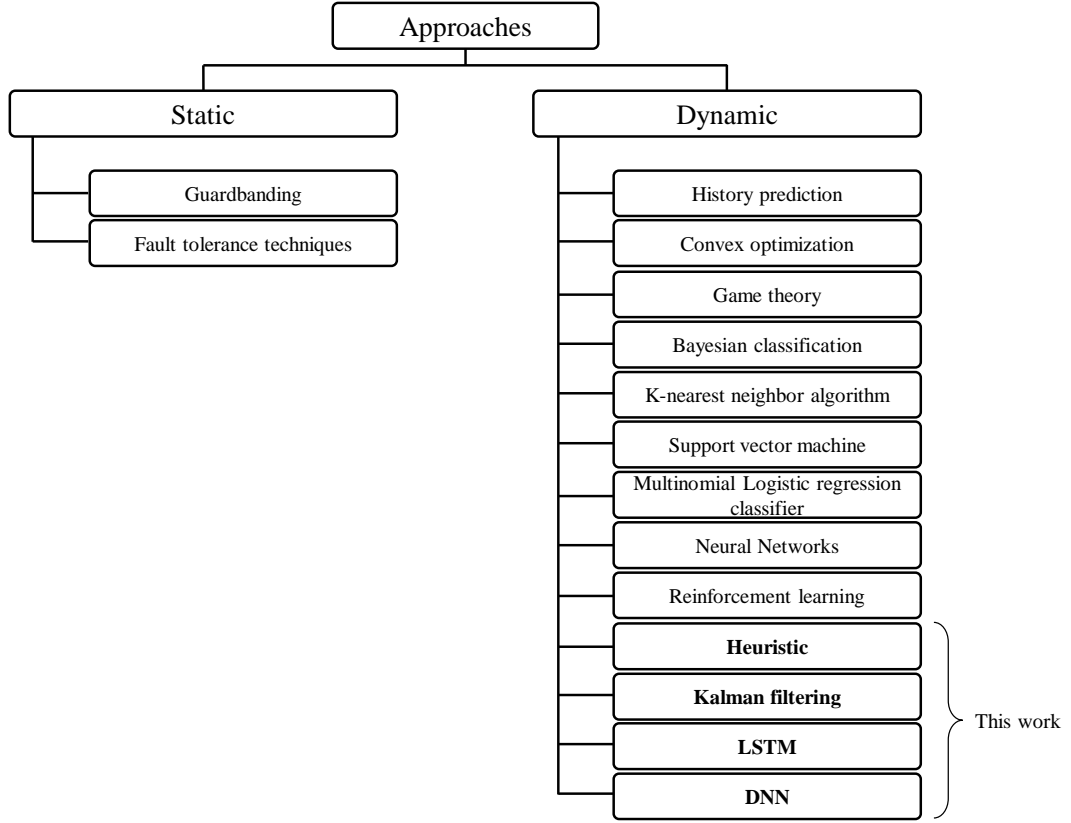 Approaches
Static
Dynamic
Guardbanding
Fault tolerance techniques
History prediction
Convex optimization
Game theory
Bayesian classification
K-nearest neighbor algorithm
Support vector machine
Multinomial Logistic regression
classifier
Neural Networks
Reinforcement learning
Heuristic
Kalman filtering
LSTM
DNN
This work